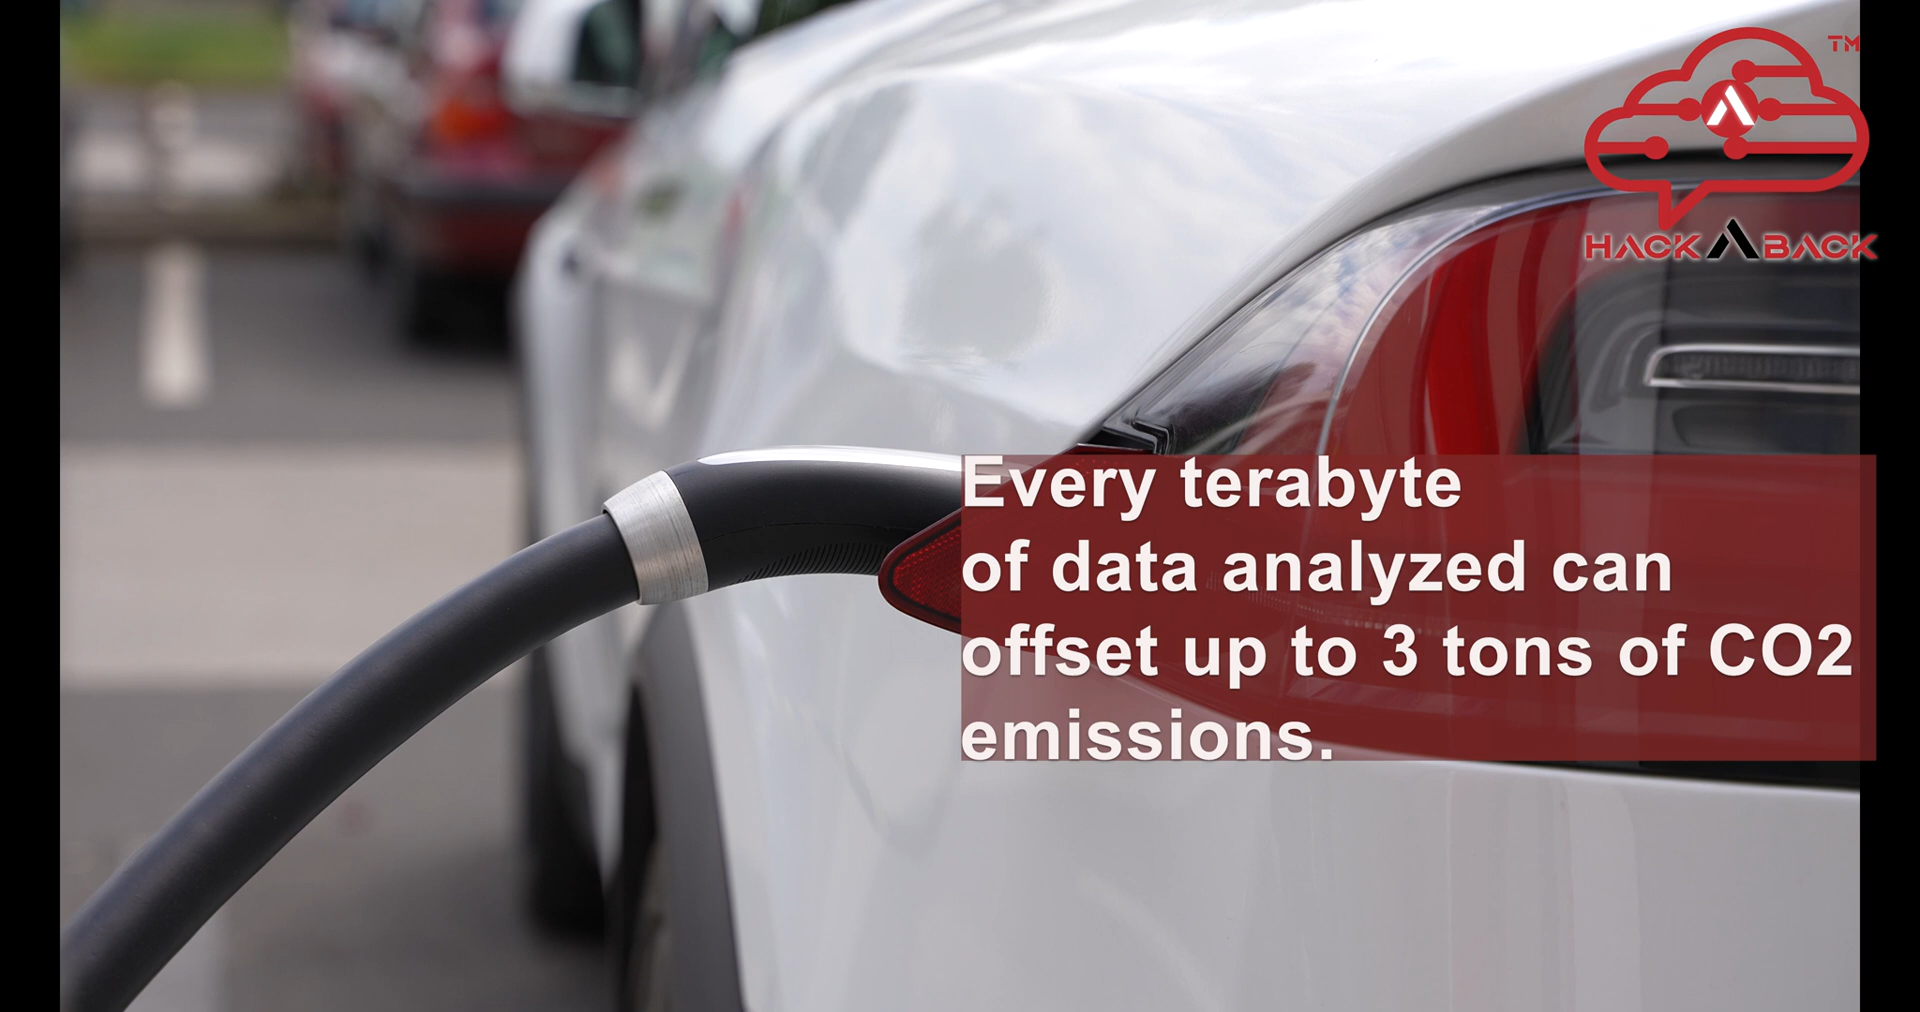 TM
HACK BACK
Every terabyte
of data analyzed can
offset up to 3 tons of CO2
emissions.